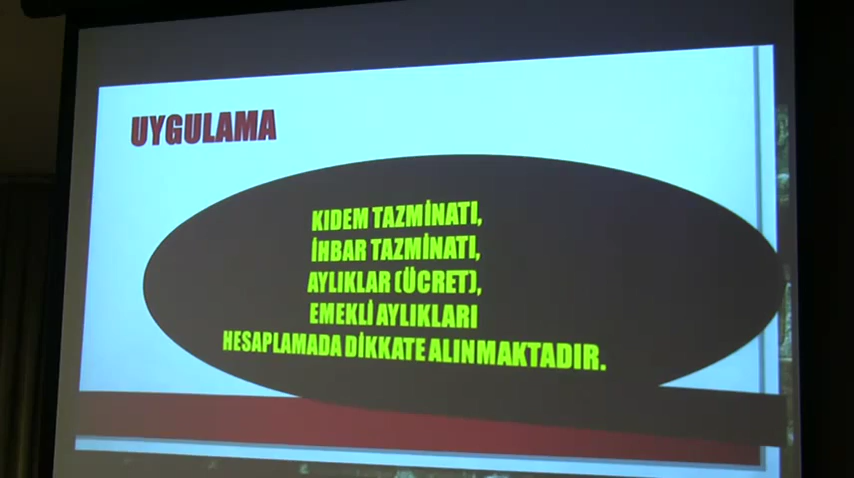 UYGULAMA
KIDEM TAZMİNATI,
İHBAR TAZMİNATI,
AYLIKLAR (ÜCRET),
EMEKLİ AYLIKLARI
HESAPLAMADA DİKKATE ALINMAKTADIR.